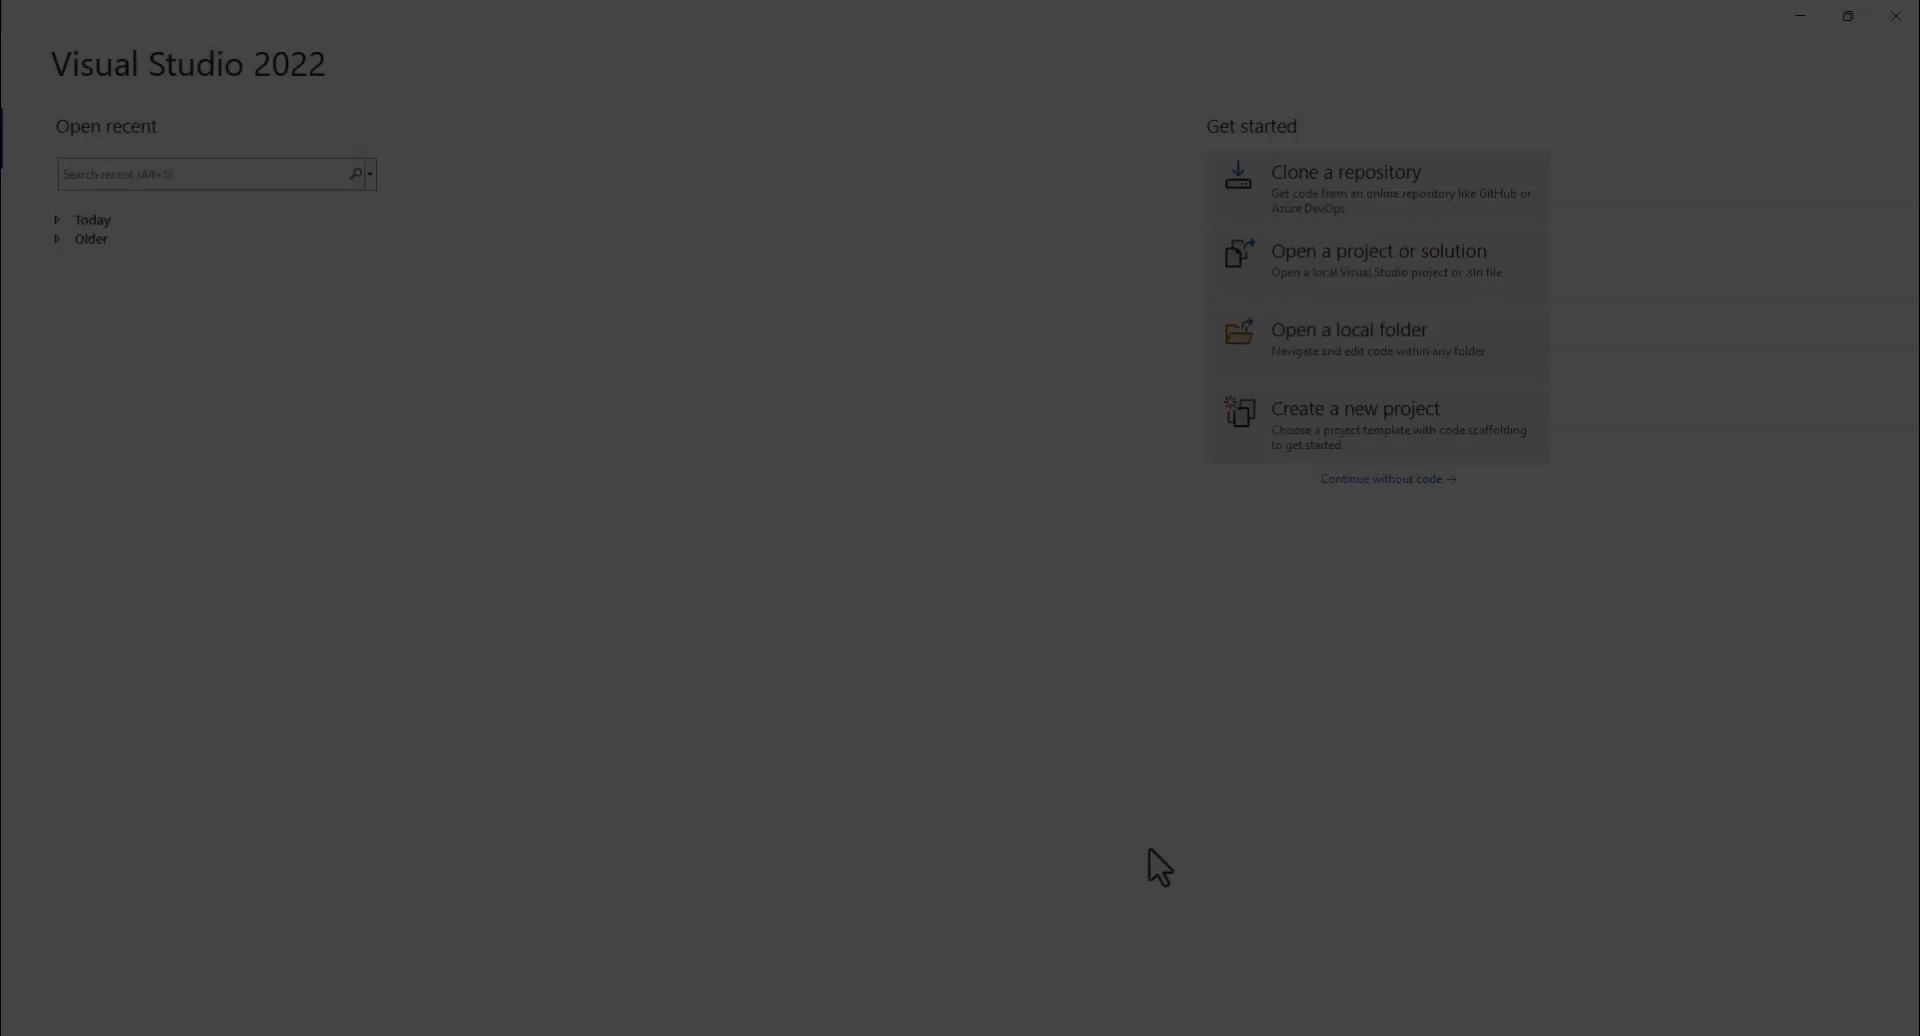 Visual Studio 2022
Open recent
Search recent (Alt+S)
Today
Older
Get started
Clone a repository
Get code from an online repository like GitHub or
Azure DevOps
Open a project or solution
Open a local Visual Studio project or .sln file
Open a local folder
Navigate and edit code within any folder
Create a new project
Choose a project template with code scaffolding
to get started
Continue without code →